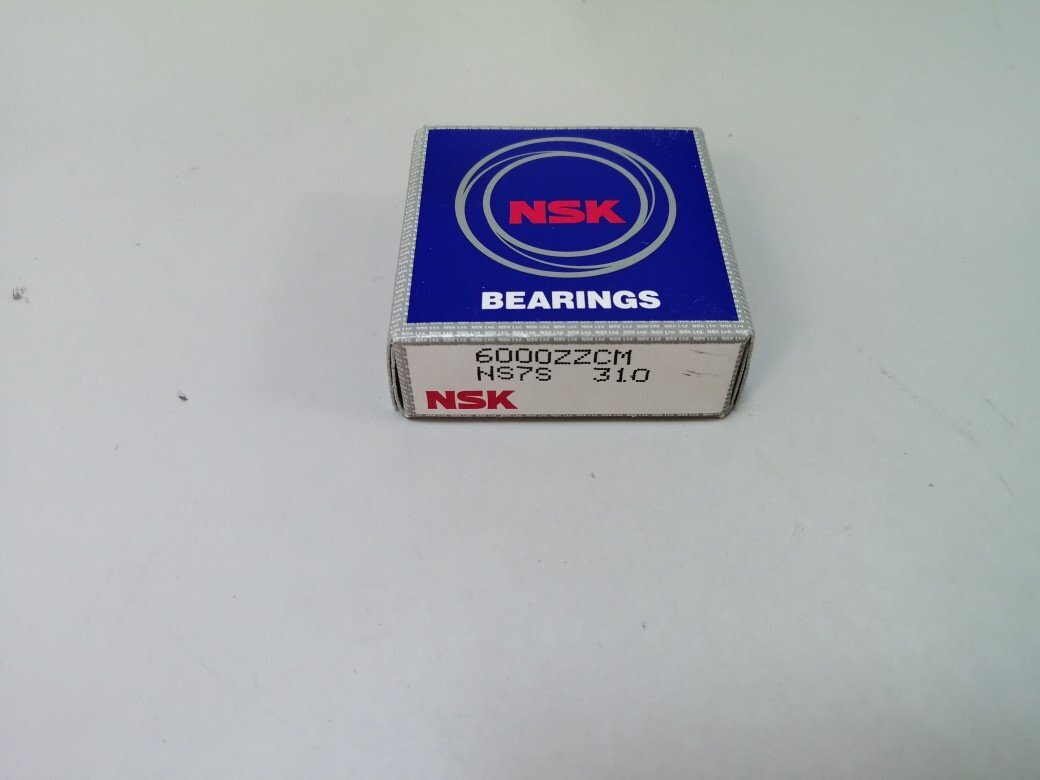 NSK
BEARINGS
6000ZZCM
NS7S 310
NSK